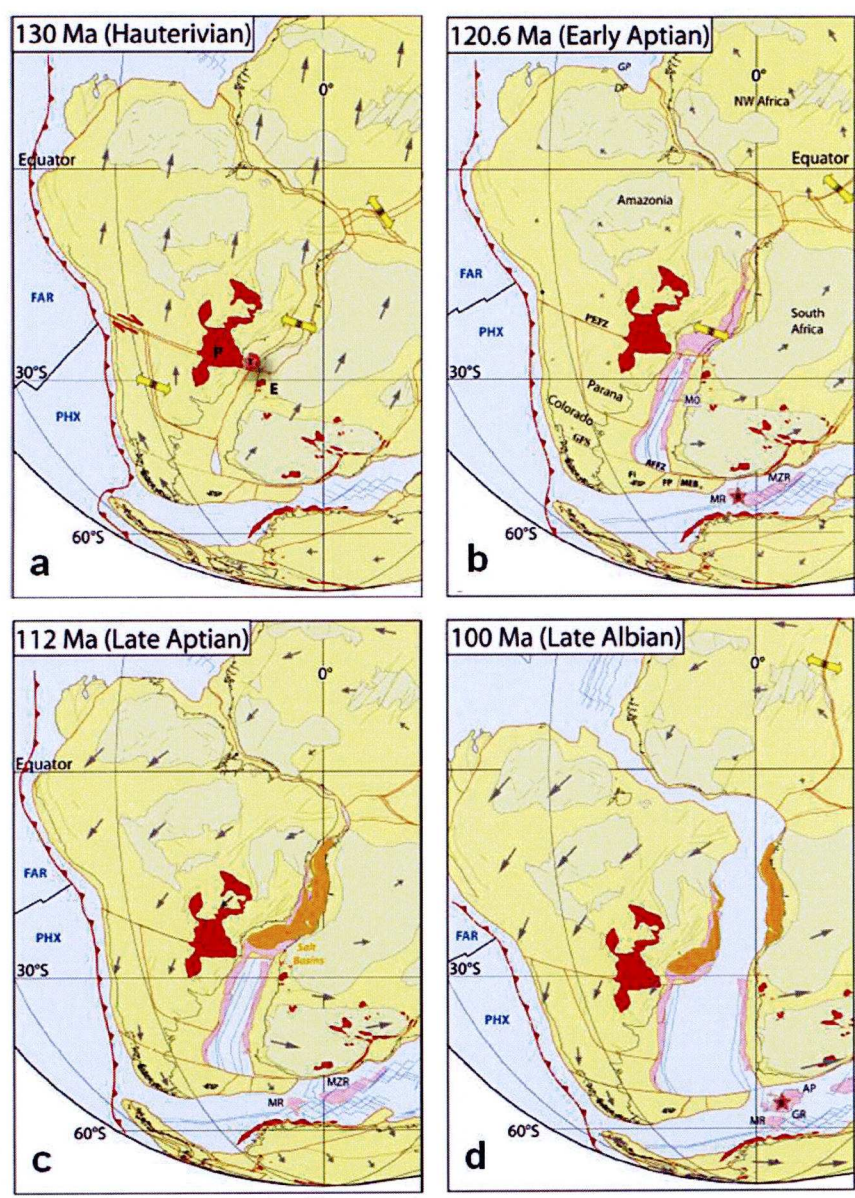 130 Ma (Hauterivian)
0°
Equator
FAR
P
T
30°S
E
PHX
60°S
a
120.6 Ma (Early Aptian)
GP
DP
0°
NW Africa
Equator
Amazonia
FAR
South
Africa
PHX
PEFZ
30°S
Parana
M0
Colorado
GFS
AFFZ
FI
FP
MEB
MZR
MR
60°S
b
112 Ma (Late Aptian)
0°
Equator
FAR
PHX
Salt
Basins
30°S
MZR
MR
60°S
c
100 Ma (Late Albian)
0°
30°S
FAR
PHX
AP
MR
GR
60°S
d